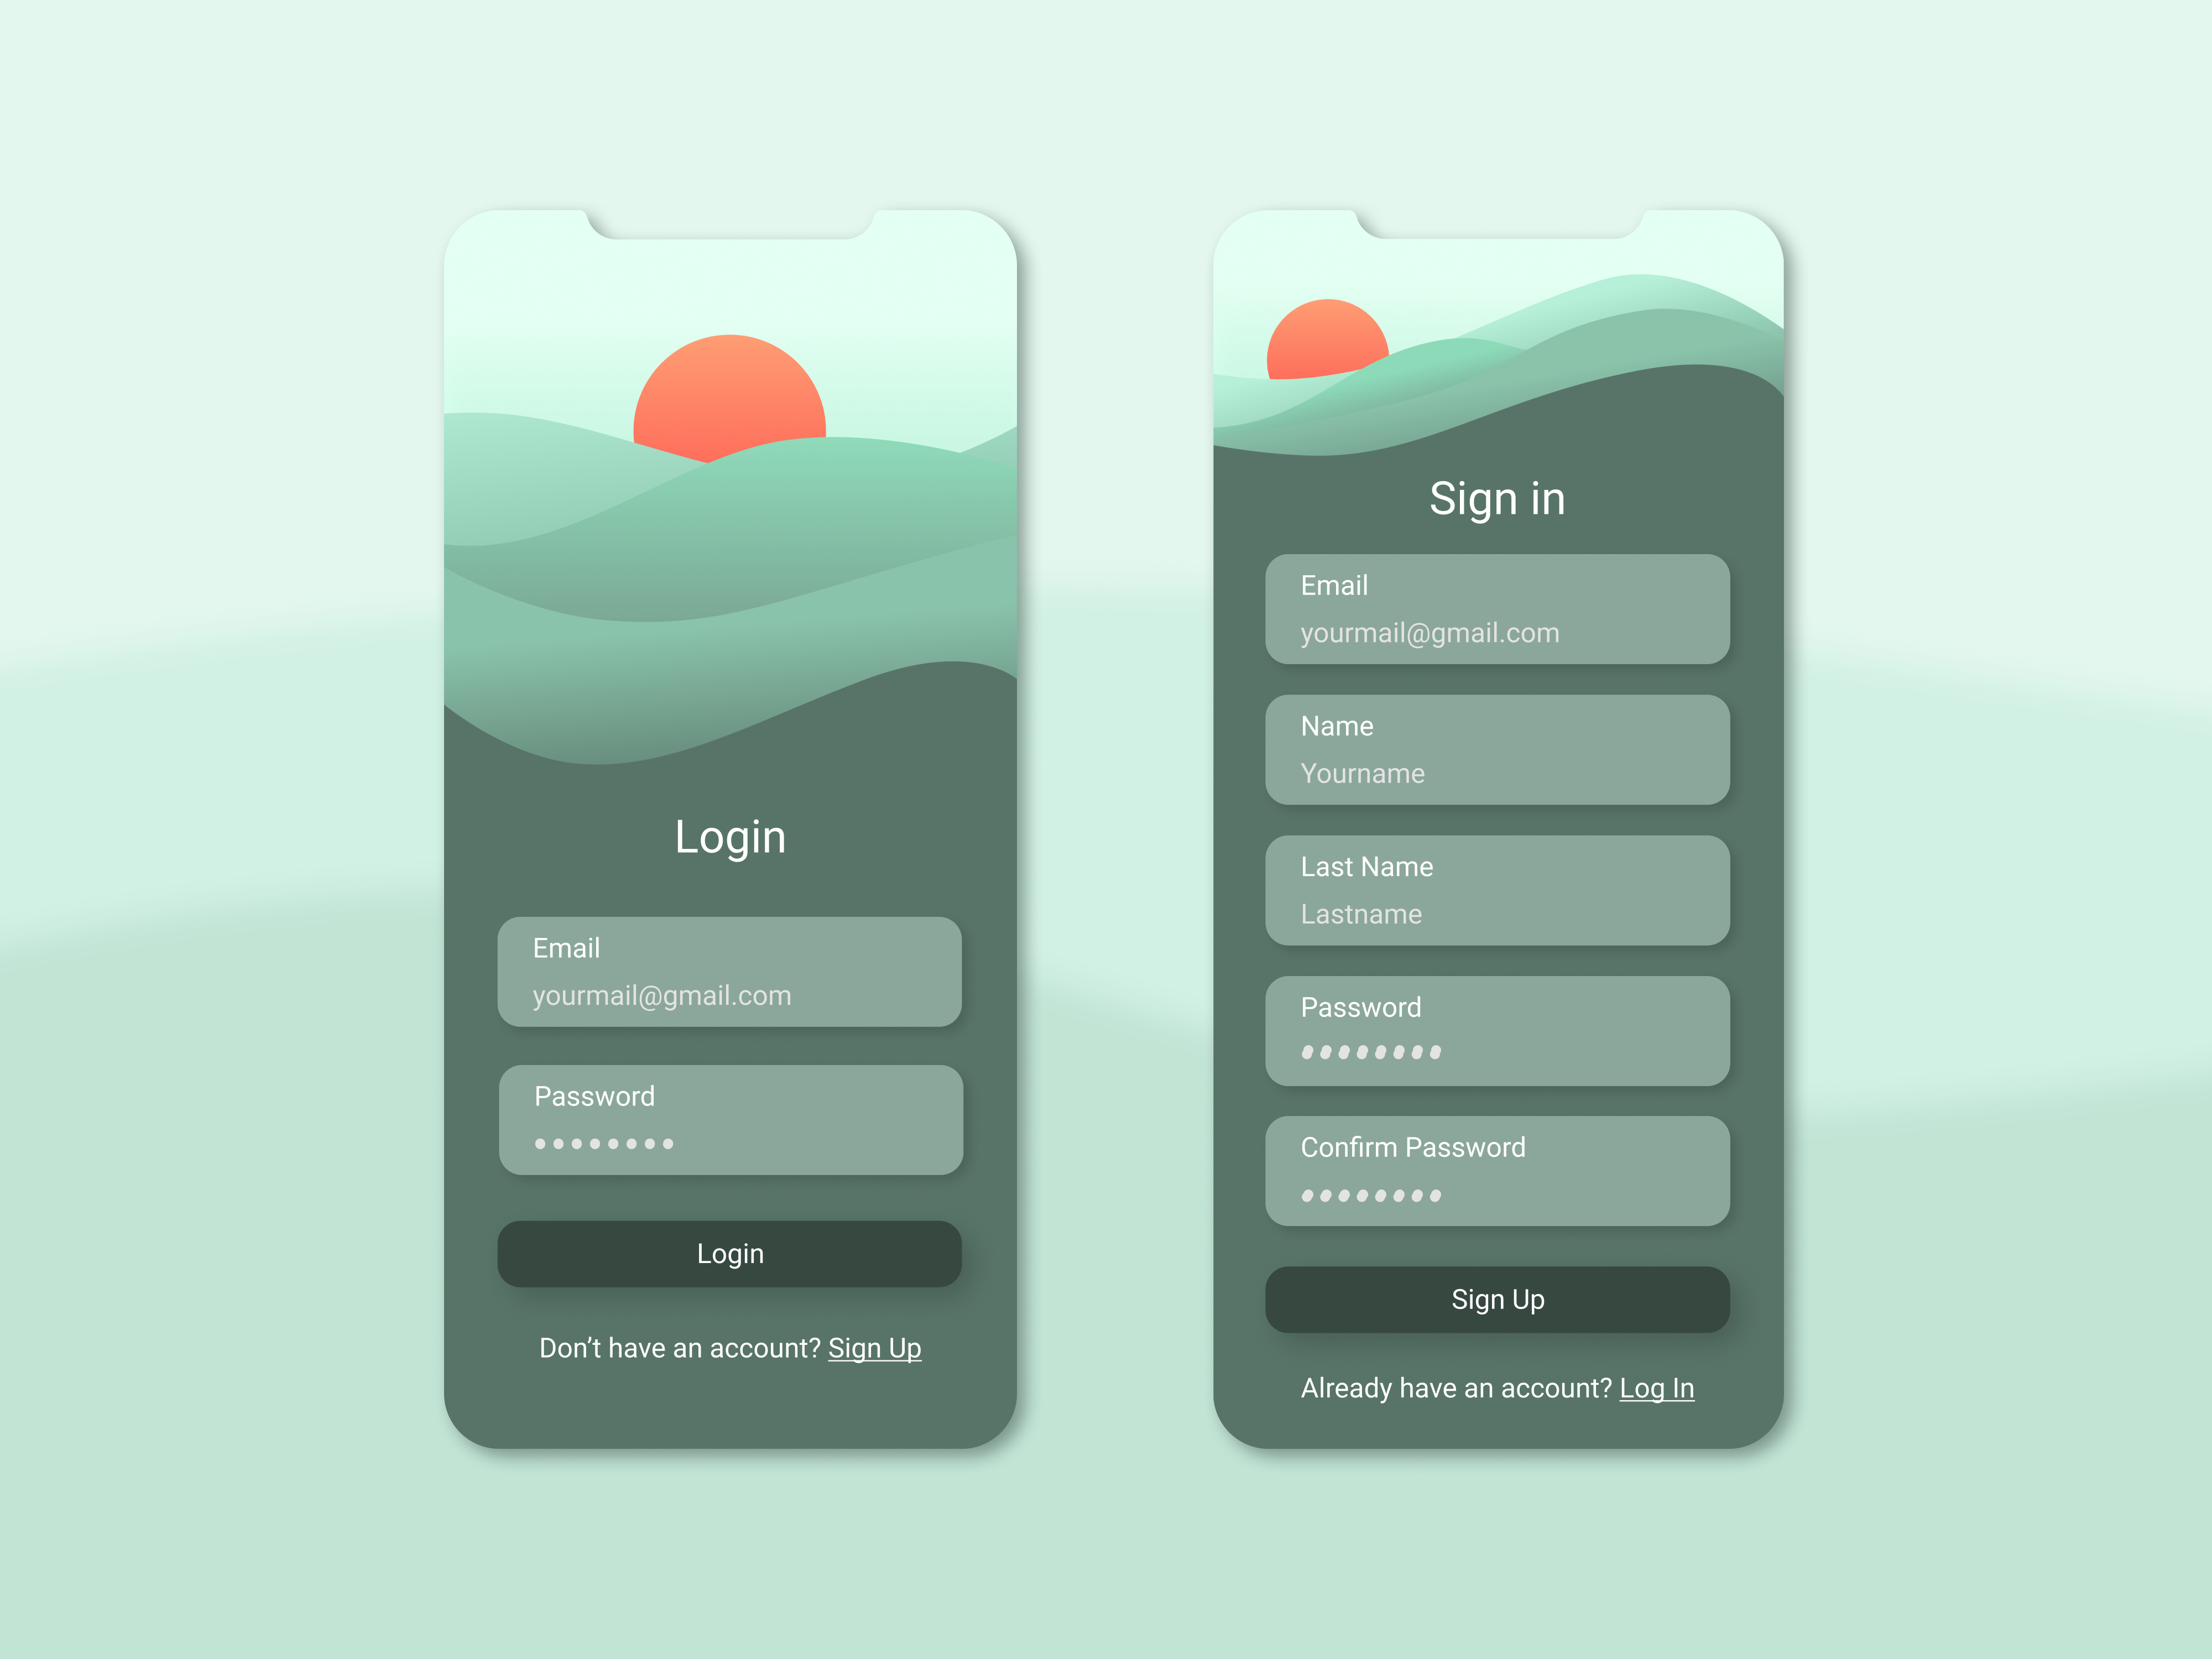 Login
Email
yourmail@gmail.com
Password
••••••••
Login
Don’t have an account? Sign Up
Sign in
Email
yourmail@gmail.com
Name
Yourname
Last Name
Lastname
Password
••••••••
Confirm Password
••••••••
Sign Up
Already have an account? Log In